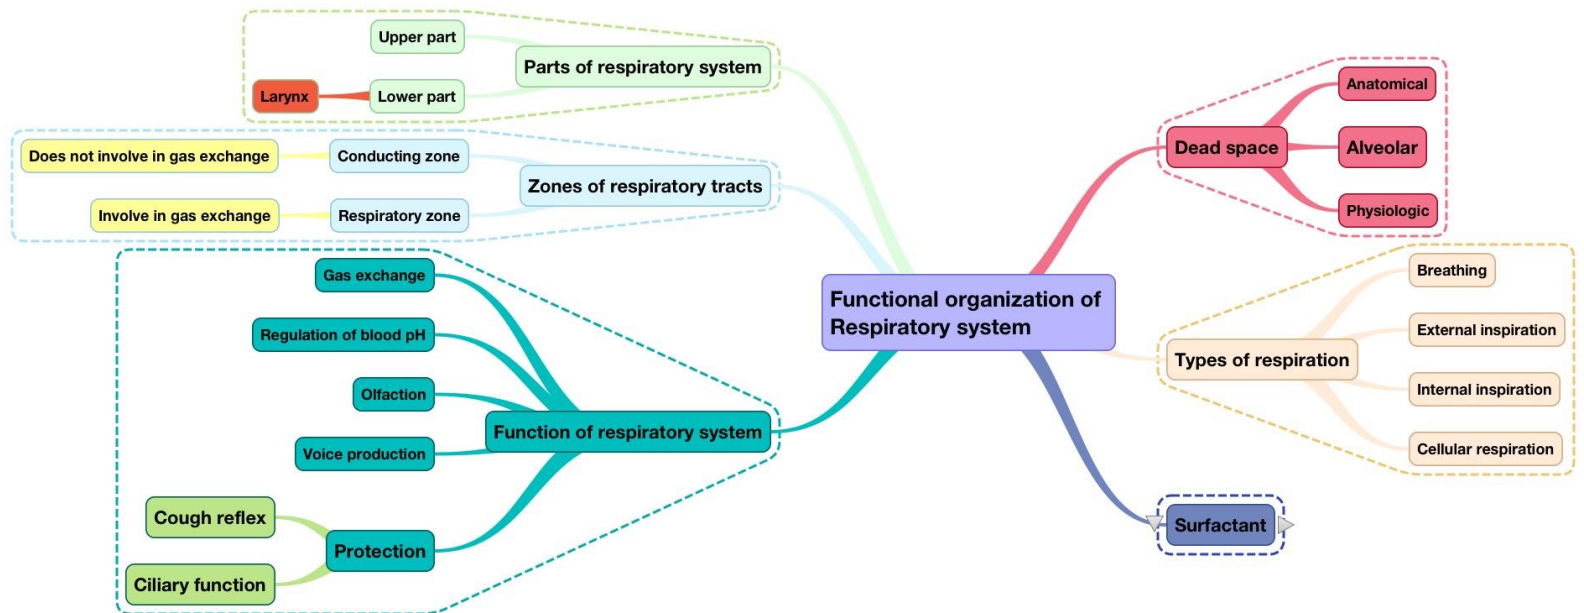 Upper part
Parts of respiratory system
Larynx
Lower part
Does not involve in gas exchange
Conducting zone
Zones of respiratory tracts
Involve in gas exchange
Respiratory zone
Gas exchange
Regulation of blood pH
Olfaction
Function of respiratory system
Voice production
Cough reflex
Protection
Ciliary function
Functional organization of
Respiratory system
Anatomical
Dead space
Alveolar
Physiologic
Breathing
External inspiration
Types of respiration
Internal inspiration
Cellular respiration
Surfactant